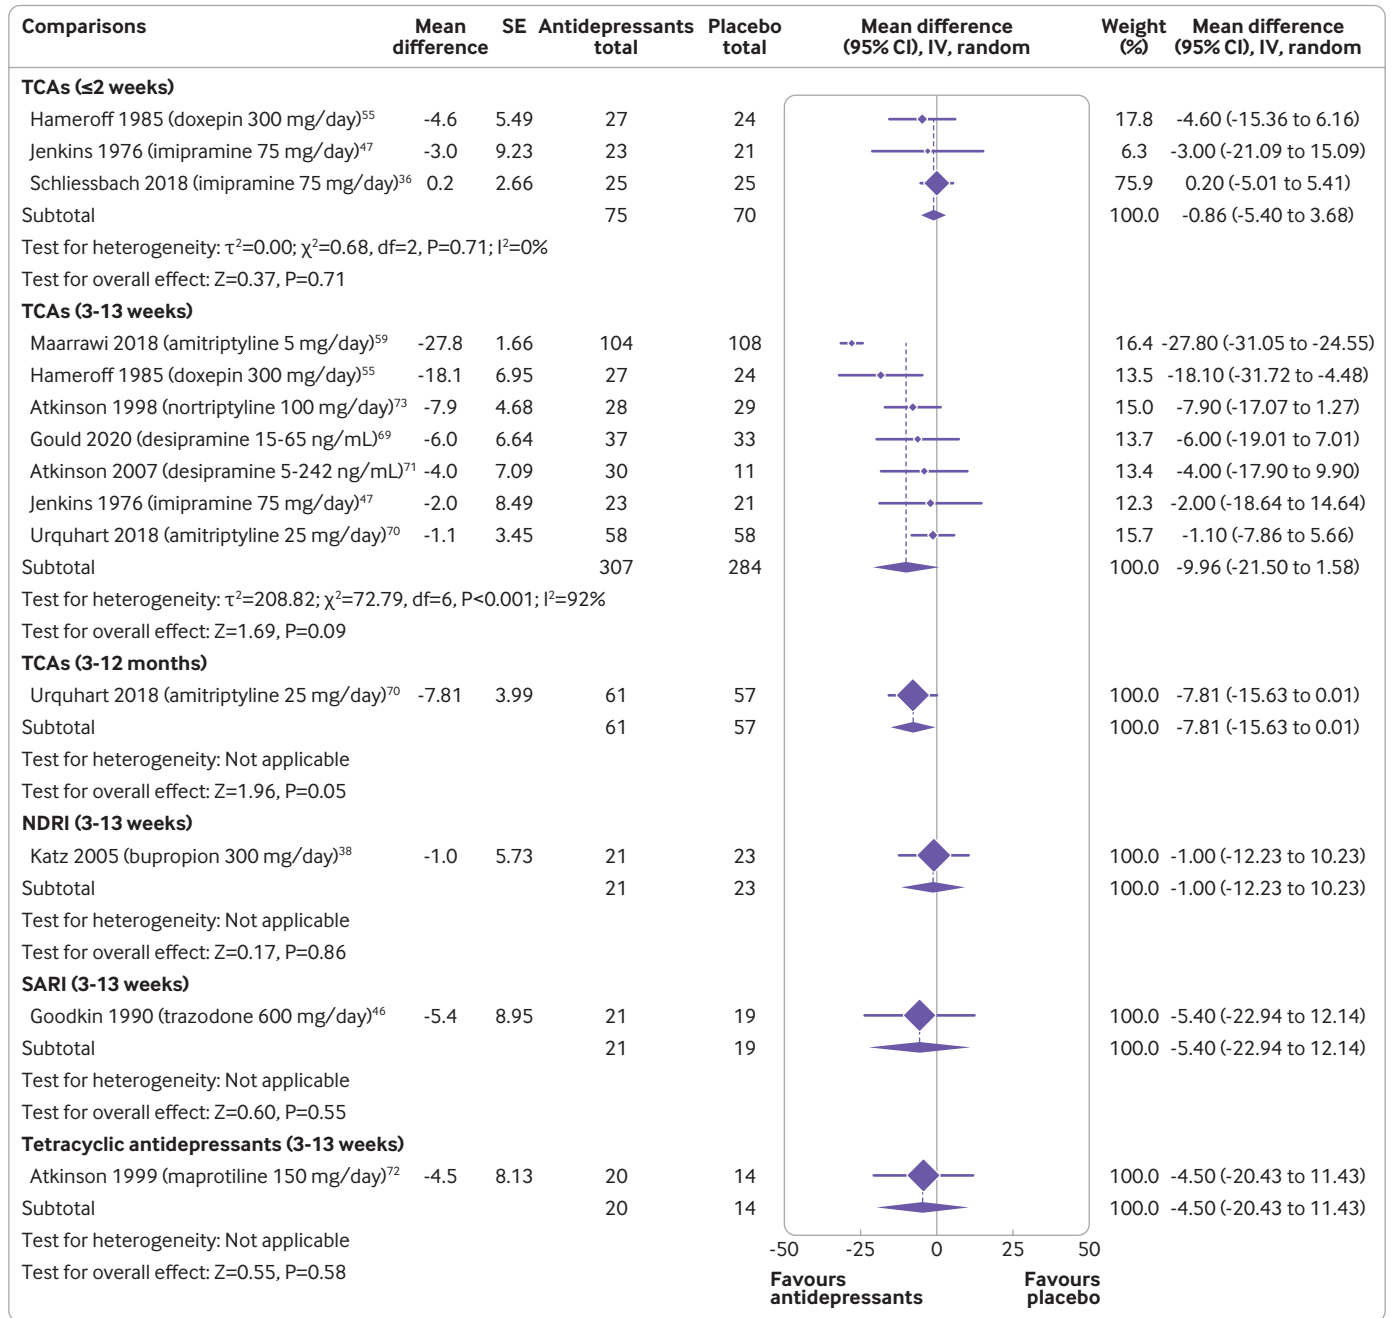 Comparisons Mean difference SE Antidepressants total Placebo total Mean difference (95% CI), IV, random Weight (%) Mean difference (95% CI), IV, random
TCAs (≤2 weeks)
Hameroff 1985 (doxepin 300 mg/day)55 -4.6 5.49 27 24 17.8 -4.60 (-15.36 to 6.16)
Jenkins 1976 (imipramine 75 mg/day)47 -3.0 9.23 23 21 6.3 -3.00 (-21.09 to 15.09)
Schliessbach 2018 (imipramine 75 mg/day)36 0.2 2.66 25 25 75.9 0.20 (-5.01 to 5.41)
Subtotal 75 70 100.0 -0.86 (-5.40 to 3.68)
Test for heterogeneity: τ²=0.00; χ²=0.68, df=2, P=0.71; I²=0%
Test for overall effect: Z=0.37, P=0.71
TCAs (3-13 weeks)
Maarrawi 2018 (amitriptyline 5 mg/day)59 -27.8 1.66 104 108 16.4 -27.80 (-31.05 to -24.55)
Hameroff 1985 (doxepin 300 mg/day)55 -18.1 6.95 27 24 13.5 -18.10 (-31.72 to -4.48)
Atkinson 1998 (nortriptyline 100 mg/day)73 -7.9 4.68 28 29 15.0 -7.90 (-17.07 to 1.27)
Gould 2020 (desipramine 15-65 ng/mL)69 -6.0 6.64 37 33 13.7 -6.00 (-19.01 to 7.01)
Atkinson 2007 (desipramine 5-242 ng/mL)71 -4.0 7.09 30 11 13.4 -4.00 (-17.90 to 9.90)
Jenkins 1976 (imipramine 75 mg/day)47 -2.0 8.49 23 21 12.3 -2.00 (-18.64 to 14.64)
Urquhart 2018 (amitriptyline 25 mg/day)70 -1.1 3.45 58 58 15.7 -1.10 (-7.86 to 5.66)
Subtotal 307 284 100.0 -9.96 (-21.50 to 1.58)
Test for heterogeneity: τ²=208.82; χ²=72.79, df=6, P<0.001; I²=92%
Test for overall effect: Z=1.69, P=0.09
TCAs (3-12 months)
Urquhart 2018 (amitriptyline 25 mg/day)70 -7.81 3.99 61 57 100.0 -7.81 (-15.63 to 0.01)
Subtotal 61 57 100.0 -7.81 (-15.63 to 0.01)
Test for heterogeneity: Not applicable
Test for overall effect: Z=1.96, P=0.05
NDRI (3-13 weeks)
Katz 2005 (bupropion 300 mg/day)38 -1.0 5.73 21 23 100.0 -1.00 (-12.23 to 10.23)
Subtotal 21 23 100.0 -1.00 (-12.23 to 10.23)
Test for heterogeneity: Not applicable
Test for overall effect: Z=0.17, P=0.86
SARI (3-13 weeks)
Goodkin 1990 (trazodone 600 mg/day)46 -5.4 8.95 21 19 100.0 -5.40 (-22.94 to 12.14)
Subtotal 21 19 100.0 -5.40 (-22.94 to 12.14)
Test for heterogeneity: Not applicable
Test for overall effect: Z=0.60, P=0.55
Tetracyclic antidepressants (3-13 weeks)
Atkinson 1999 (maprotiline 150 mg/day)72 -4.5 8.13 20 14 100.0 -4.50 (-20.43 to 11.43)
Subtotal 20 14 100.0 -4.50 (-20.43 to 11.43)
Test for heterogeneity: Not applicable
Test for overall effect: Z=0.55, P=0.58
-50 -25 0 25 50
Favours antidepressants Favours placebo